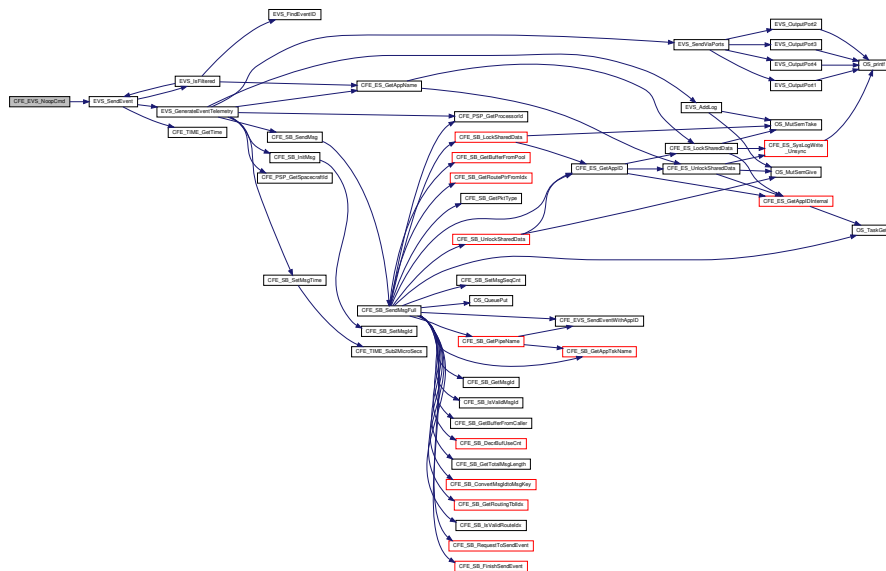 EVS_FindEventID
EVS_IsFiltered
CFE_EVS_NoopCmd
EVS_SendEvent
EVS_GenerateEventTelemetry
CFE_TIME_GetTime
CFE_ES_GetAppName
CFE_SB_SendMsg
CFE_SB_InitMsg
CFE_PSP_GetSpacecraftId
CFE_SB_SetMsgTime
CFE_SB_SetMsgId
CFE_TIME_Sub2MicroSecs
CFE_SB_SendMsgFull
CFE_PSP_GetProcessorId
CFE_SB_LockSharedData
CFE_SB_GetBufferFromPool
CFE_SB_GetRoutePtrFromIdx
CFE_SB_GetPktType
CFE_SB_UnlockSharedData
CFE_SB_SetMsgSeqCnt
OS_QueuePut
CFE_SB_GetPipeName
CFE_SB_GetMsgId
CFE_SB_IsValidMsgId
CFE_SB_GetBufferFromCaller
CFE_SB_DecrBufUseCnt
CFE_SB_GetTotalMsgLength
CFE_SB_ConvertMsgIdtoMsgKey
CFE_SB_GetRoutingTblIdx
CFE_SB_IsValidRouteIdx
CFE_SB_RequestToSendEvent
CFE_SB_FinishSendEvent
CFE_EVS_SendEventWithAppID
CFE_SB_GetAppTskName
CFE_ES_GetAppID
EVS_SendViaPorts
EVS_AddLog
CFE_ES_LockSharedData
CFE_ES_UnlockSharedData
EVS_OutputPort2
EVS_OutputPort3
EVS_OutputPort4
EVS_OutputPort1
OS_MutSemTake
CFE_ES_SysLogWrite
_Unsync
OS_MutSemGive
CFE_ES_GetAppIDInternal
OS_printf